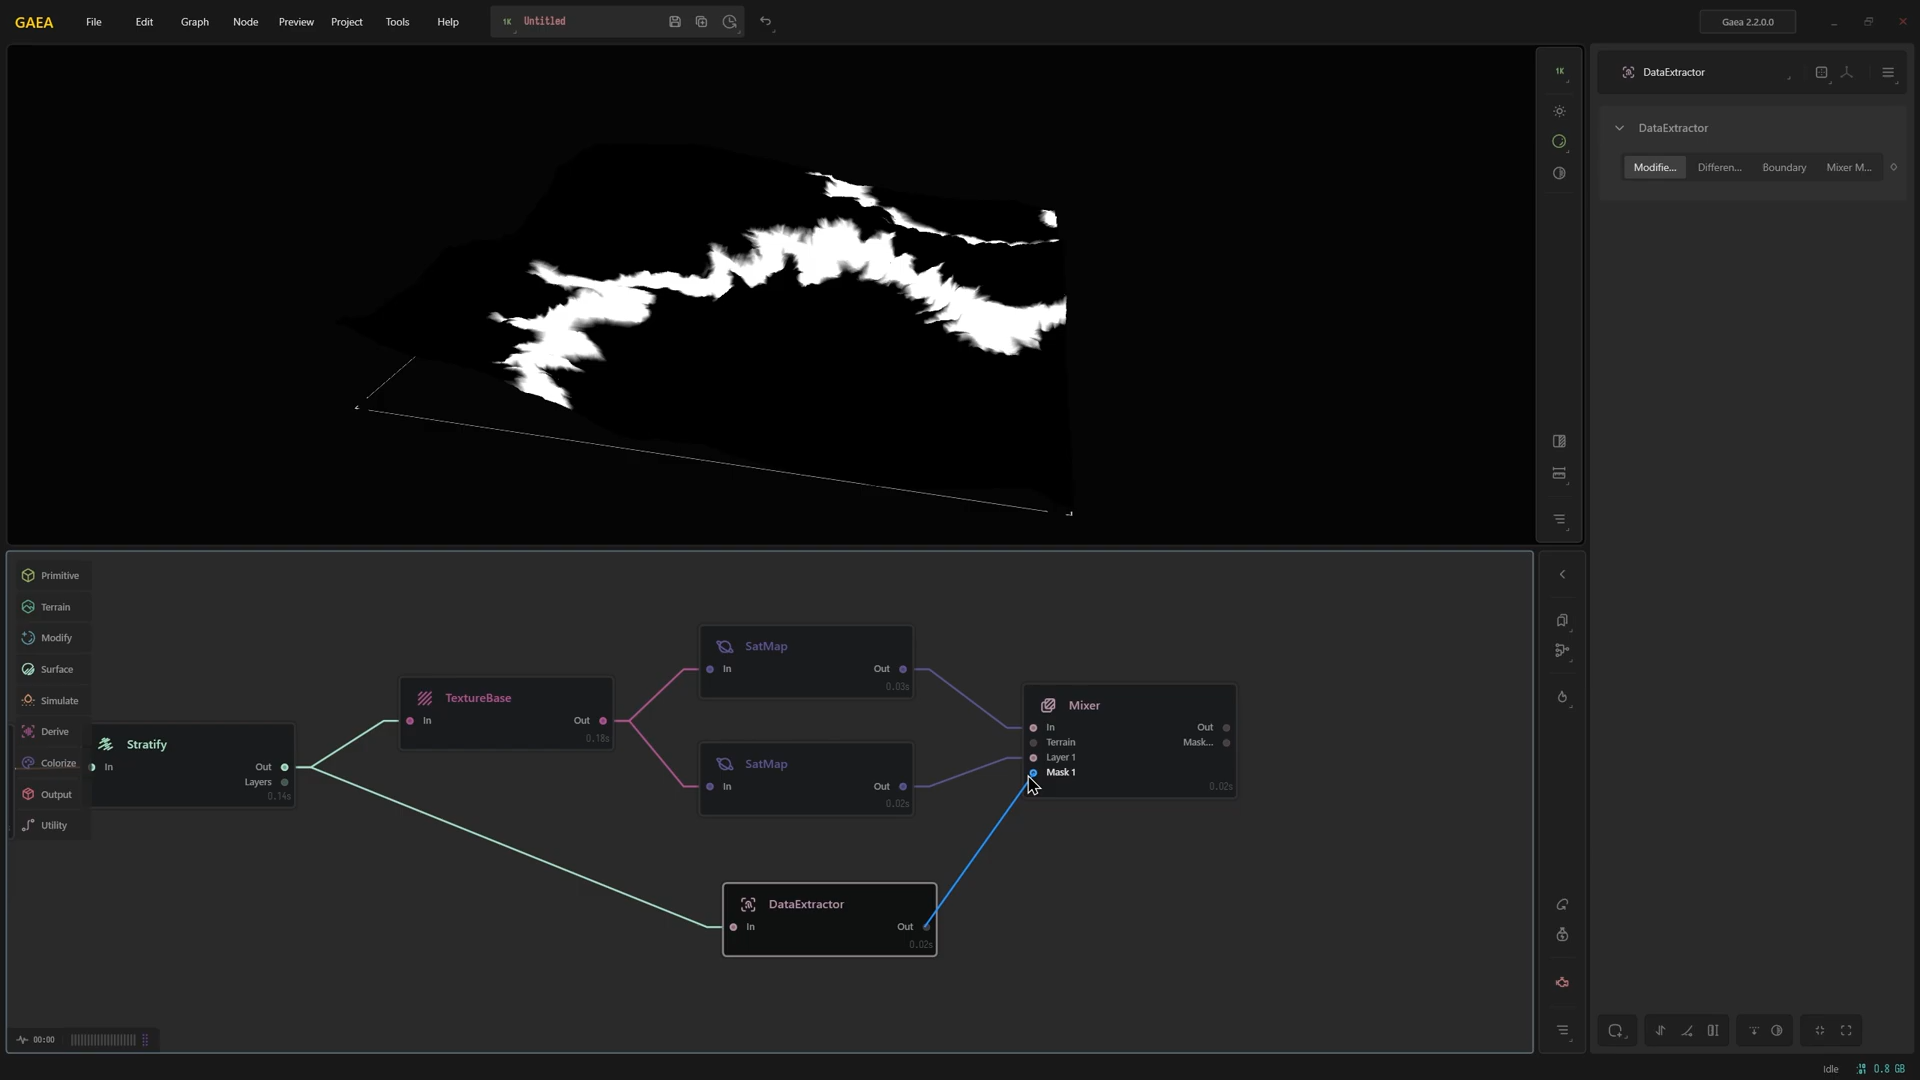 GAEA File Edit Graph Node Preview Project Tools Help 1K Untitled Gaea 2.2.0.0
1K
DataExtractor
DataExtractor
Modifie... Differen... Boundary Mixer M...
Primitive
Terrain
Modify
Surface
Simulate
Derive
Colorize
Output
Utility
Stratify
In Out
Layers
0.14s
TextureBase
In Out
0.18s
SatMap
In Out
0.03s
SatMap
In Out
0.02s
Mixer
In Out
Terrain Mask...
Layer 1
Mask 1
0.02s
DataExtractor
In Out
0.02s
00:00
Idle 0.8 GB